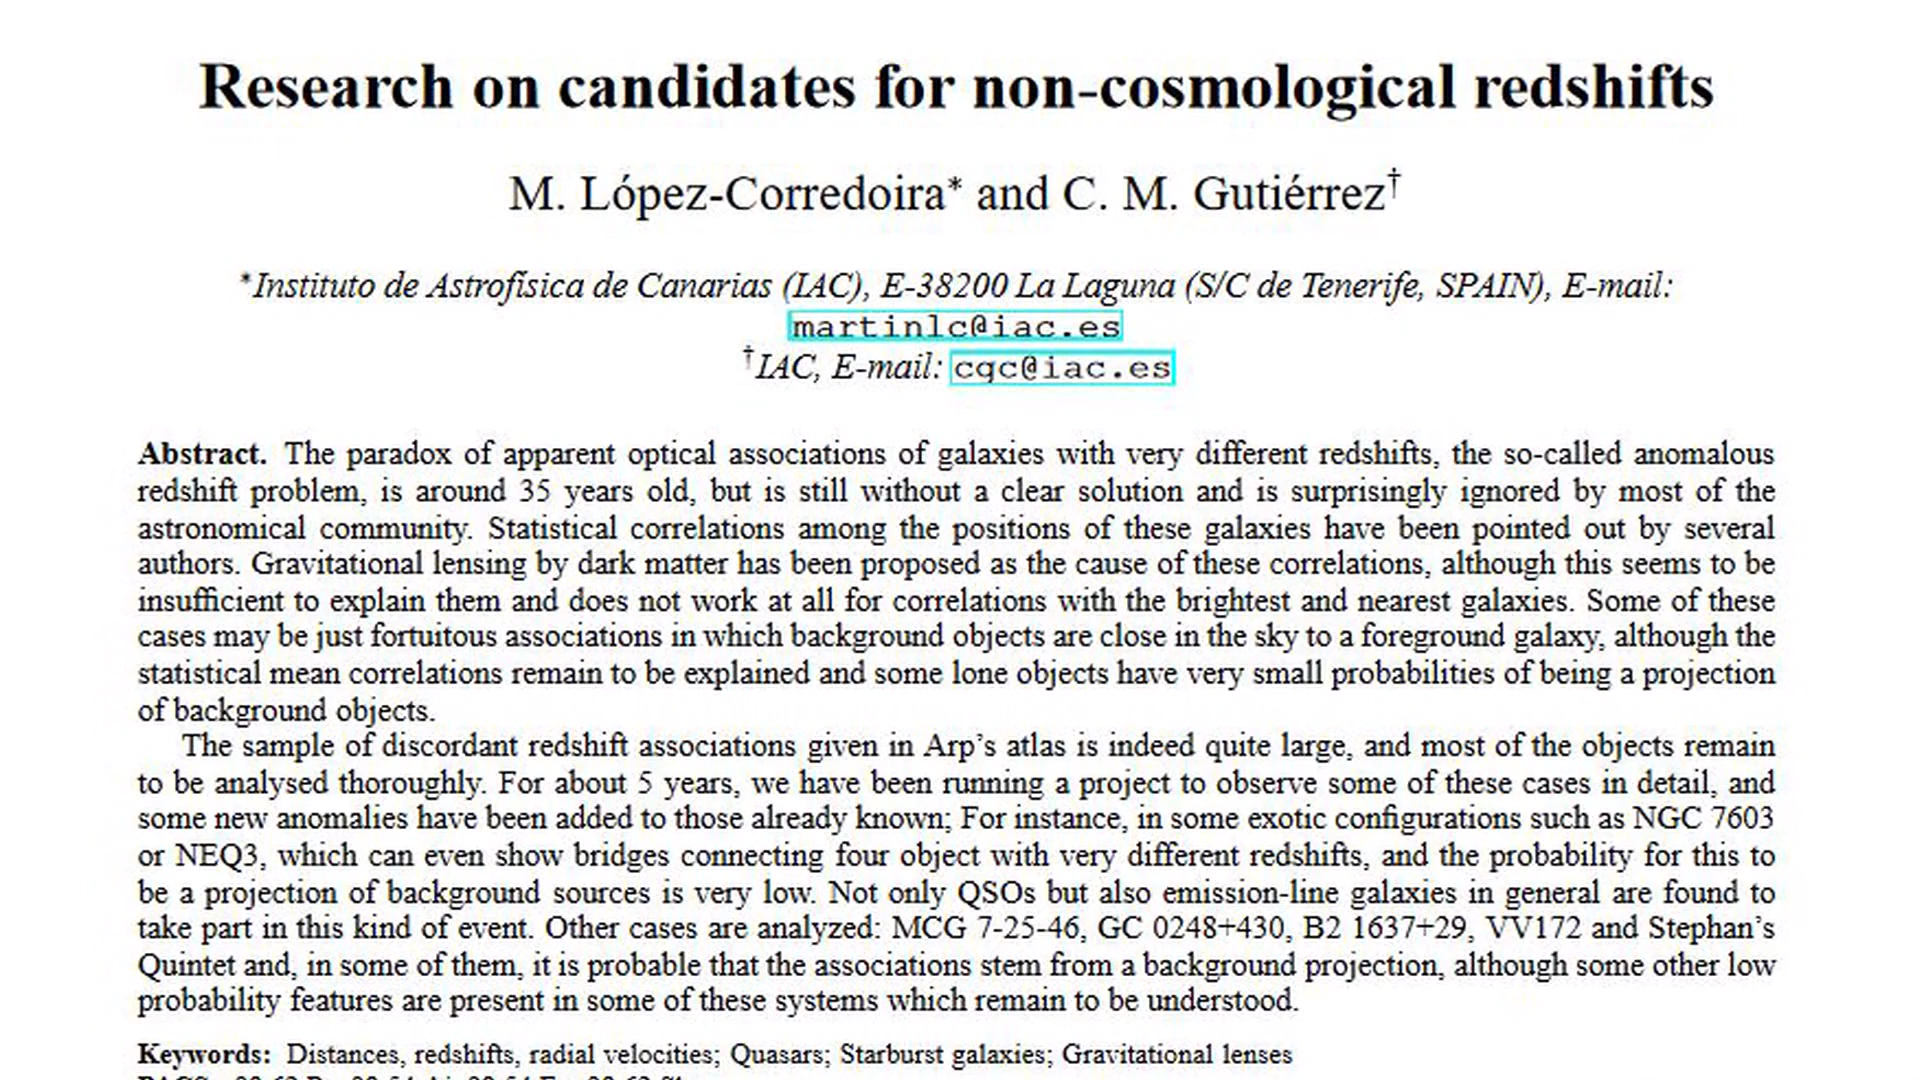 Research on candidates for non-cosmological redshifts
M. López-Corredoira* and C. M. Gutiérrez†
*Instituto de Astrofísica de Canarias (IAC), E-38200 La Laguna (S/C de Tenerife, SPAIN), E-mail:
martinlc@iac.es
†IAC, E-mail: cgc@iac.es
Abstract. The paradox of apparent optical associations of galaxies with very different redshifts, the so-called anomalous
redshift problem, is around 35 years old, but is still without a clear solution and is surprisingly ignored by most of the
astronomical community. Statistical correlations among the positions of these galaxies have been pointed out by several
authors. Gravitational lensing by dark matter has been proposed as the cause of these correlations, although this seems to be
insufficient to explain them and does not work at all for correlations with the brightest and nearest galaxies. Some of these
cases may be just fortuitous associations in which background objects are close in the sky to a foreground galaxy, although the
statistical mean correlations remain to be explained and some lone objects have very small probabilities of being a projection
of background objects.
The sample of discordant redshift associations given in Arp's atlas is indeed quite large, and most of the objects remain
to be analysed thoroughly. For about 5 years, we have been running a project to observe some of these cases in detail, and
some new anomalies have been added to those already known; For instance, in some exotic configurations such as NGC 7603
or NEQ3, which can even show bridges connecting four object with very different redshifts, and the probability for this to
be a projection of background sources is very low. Not only QSOs but also emission-line galaxies in general are found to
take part in this kind of event. Other cases are analyzed: MCG 7-25-46, GC 0248+430, B2 1637+29, VV172 and Stephan's
Quintet and, in some of them, it is probable that the associations stem from a background projection, although some other low
probability features are present in some of these systems which remain to be understood.
Keywords: Distances, redshifts, radial velocities; Quasars; Starburst galaxies; Gravitational lenses